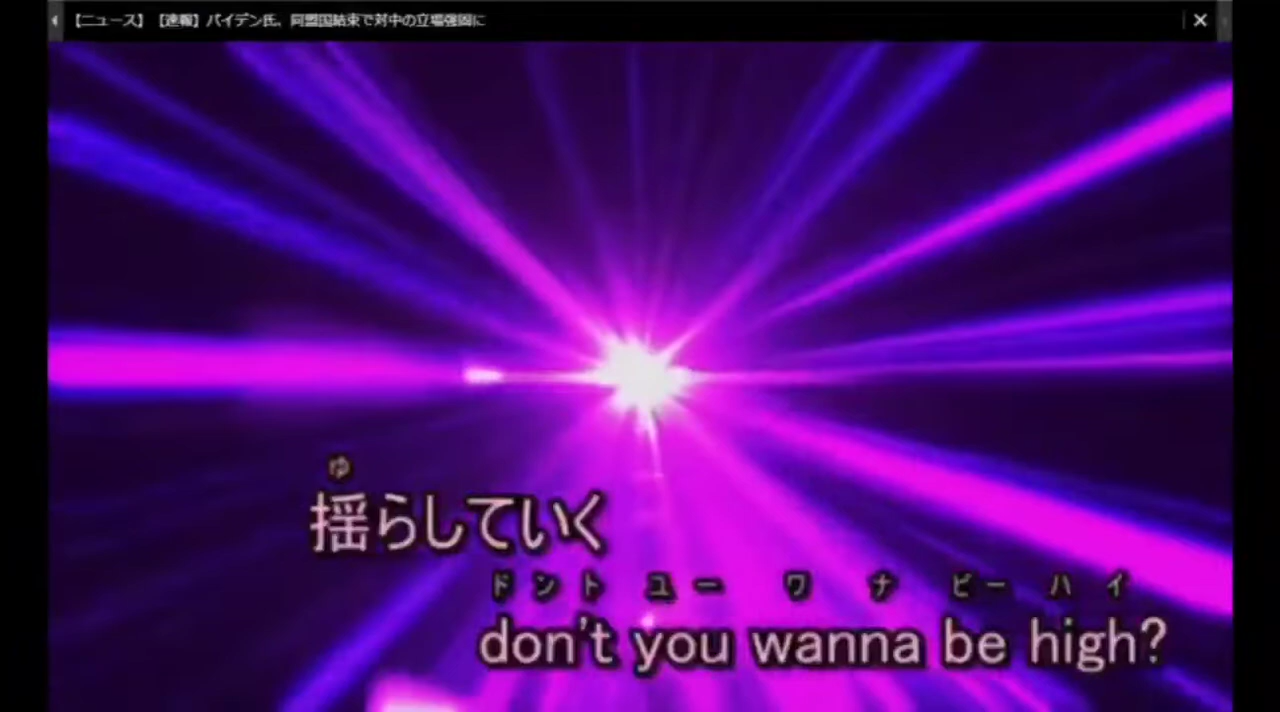 【ニュース】【速報】バイデン氏、同盟国結束で対中の立場強固に
ゆ
揺らしていく
ドント ユー ワ ナ ビー ハイ
don't you wanna be high?